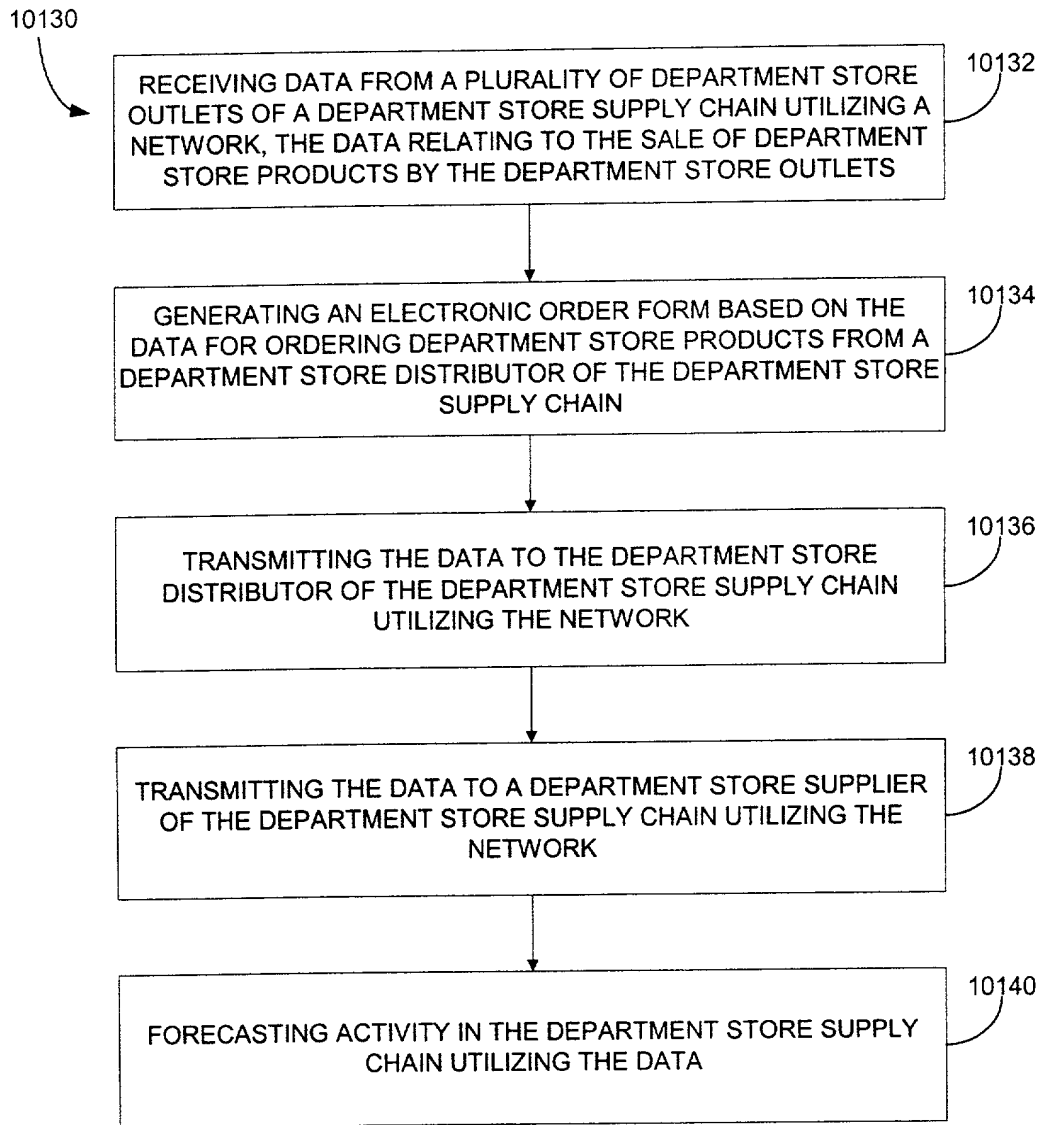 10130
RECEIVING DATA FROM A PLURALITY OF DEPARTMENT STORE
OUTLETS OF A DEPARTMENT STORE SUPPLY CHAIN UTILIZING A
NETWORK, THE DATA RELATING TO THE SALE OF DEPARTMENT
STORE PRODUCTS BY THE DEPARTMENT STORE OUTLETS
10132
GENERATING AN ELECTRONIC ORDER FORM BASED ON THE
DATA FOR ORDERING DEPARTMENT STORE PRODUCTS FROM A
DEPARTMENT STORE DISTRIBUTOR OF THE DEPARTMENT STORE
SUPPLY CHAIN
10134
TRANSMITTING THE DATA TO THE DEPARTMENT STORE
DISTRIBUTOR OF THE DEPARTMENT STORE SUPPLY CHAIN
UTILIZING THE NETWORK
10136
TRANSMITTING THE DATA TO A DEPARTMENT STORE SUPPLIER
OF THE DEPARTMENT STORE SUPPLY CHAIN UTILIZING THE
NETWORK
10138
FORECASTING ACTIVITY IN THE DEPARTMENT STORE SUPPLY
CHAIN UTILIZING THE DATA
10140